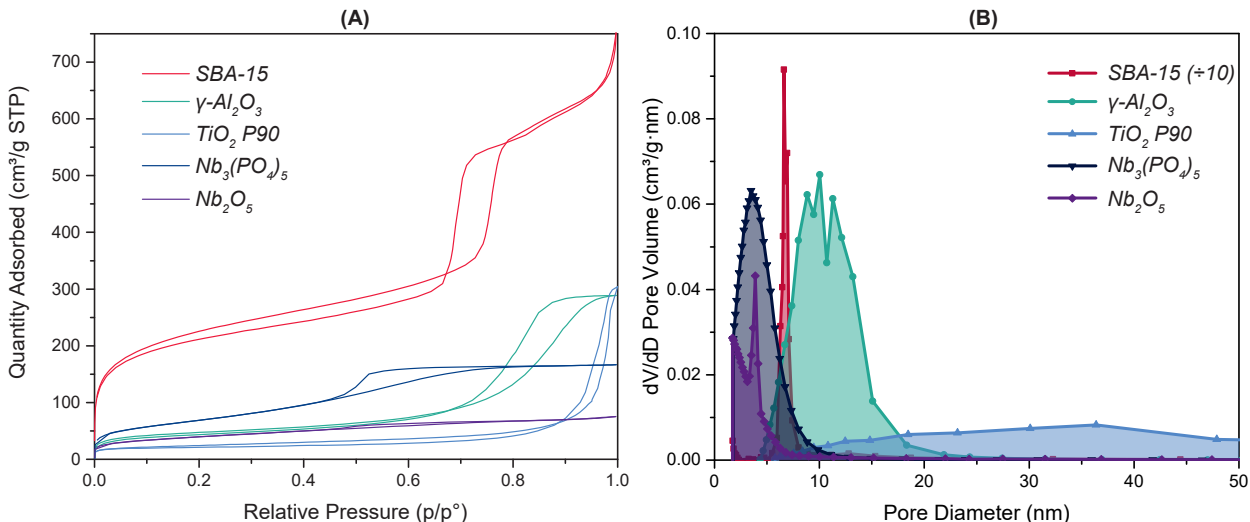 (A)
Quantity Adsorbed (cm³/g STP)
700
600
500
400
300
200
100
0
SBA-15
γ-Al₂O₃
TiO₂ P90
Nb₃(PO₄)₅
Nb₂O₅
0.0 0.2 0.4 0.6 0.8 1.0
Relative Pressure (p/p°)
(B)
dV/dD Pore Volume (cm³/g·nm)
0.10
0.08
0.06
0.04
0.02
0.00
SBA-15 (÷10)
γ-Al₂O₃
TiO₂ P90
Nb₃(PO₄)₅
Nb₂O₅
0 10 20 30 40 50
Pore Diameter (nm)